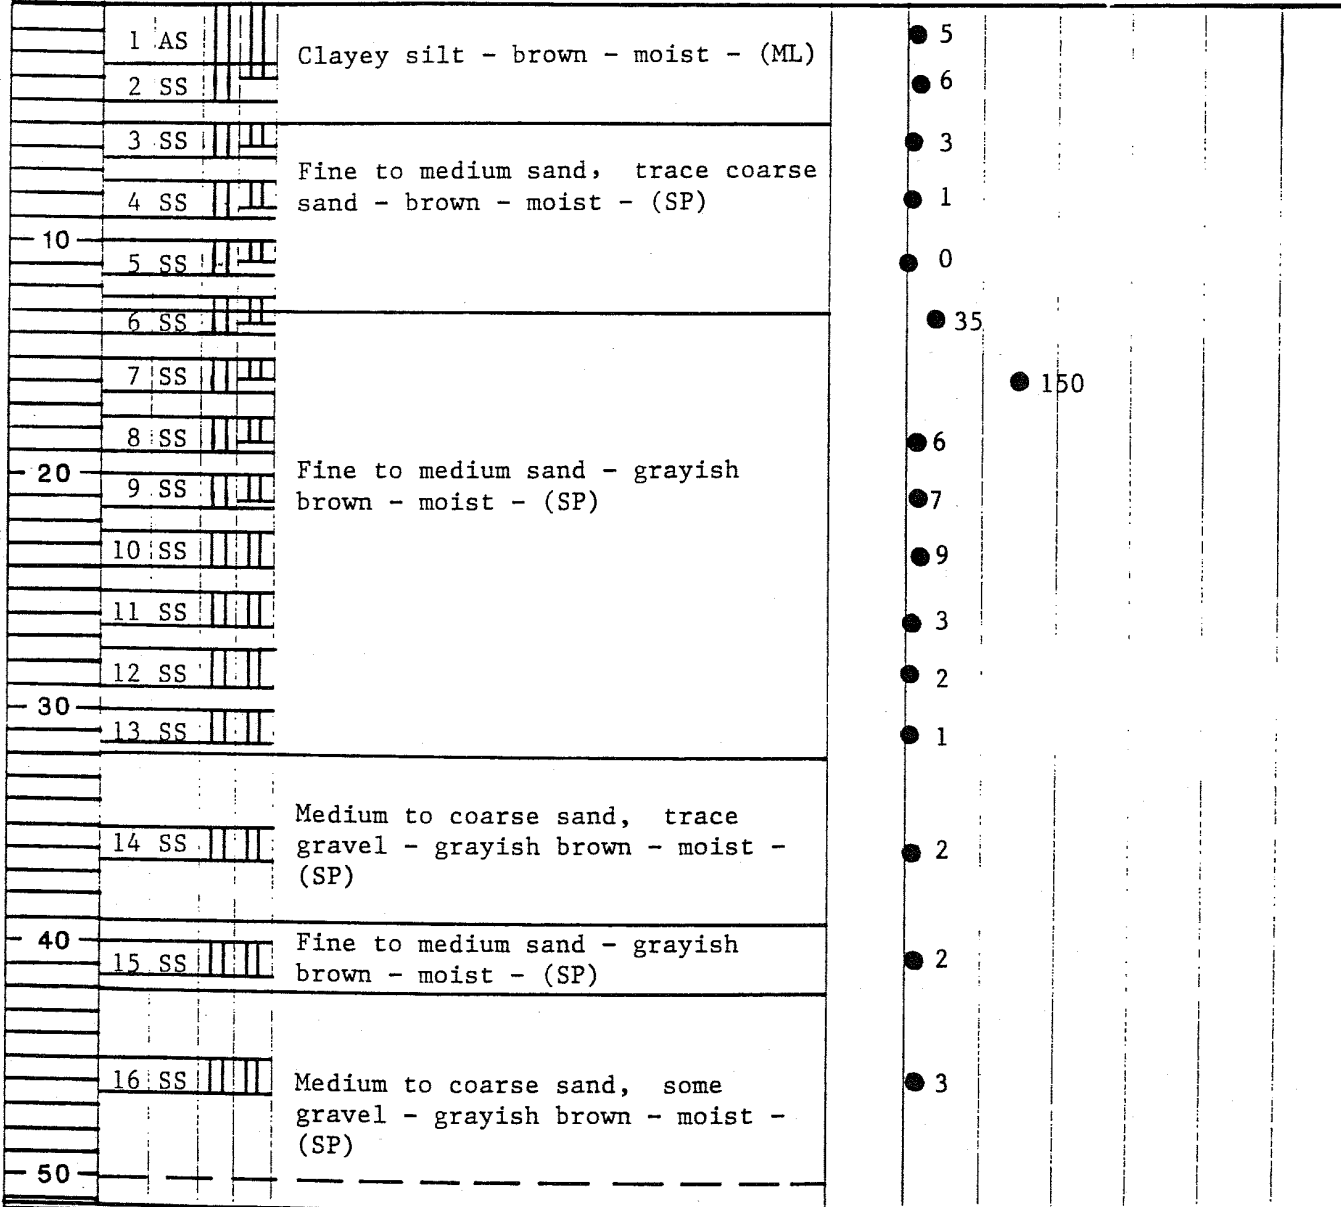 1 AS
Clayey silt - brown - moist - (ML)
5
2 SS
6
3 SS
3
Fine to medium sand, trace coarse
sand - brown - moist - (SP)
4 SS
1
10
5 SS
0
6 SS
35
7 SS
150
8 SS
6
20
Fine to medium sand - grayish
brown - moist - (SP)
9 SS
7
10 SS
9
11 SS
3
12 SS
2
30
13 SS
1
Medium to coarse sand, trace
gravel - grayish brown - moist -
(SP)
14 SS
2
40
Fine to medium sand - grayish
brown - moist - (SP)
15 SS
2
16 SS
3
Medium to coarse sand, some
gravel - grayish brown - moist -
(SP)
50